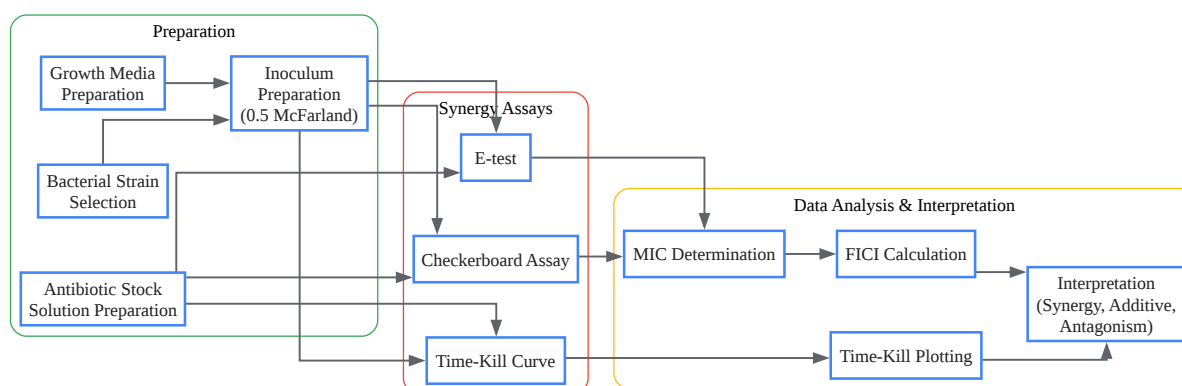 Preparation
Growth Media
Preparation
Inoculum
Preparation
(0.5 McFarland)
Bacterial Strain
Selection
Antibiotic Stock
Solution Preparation
Synergy Assays
E-test
Checkerboard Assay
Time-Kill Curve
Data Analysis & Interpretation
MIC Determination
FICI Calculation
Interpretation
(Synergy, Additive,
Antagonism)
Time-Kill Plotting